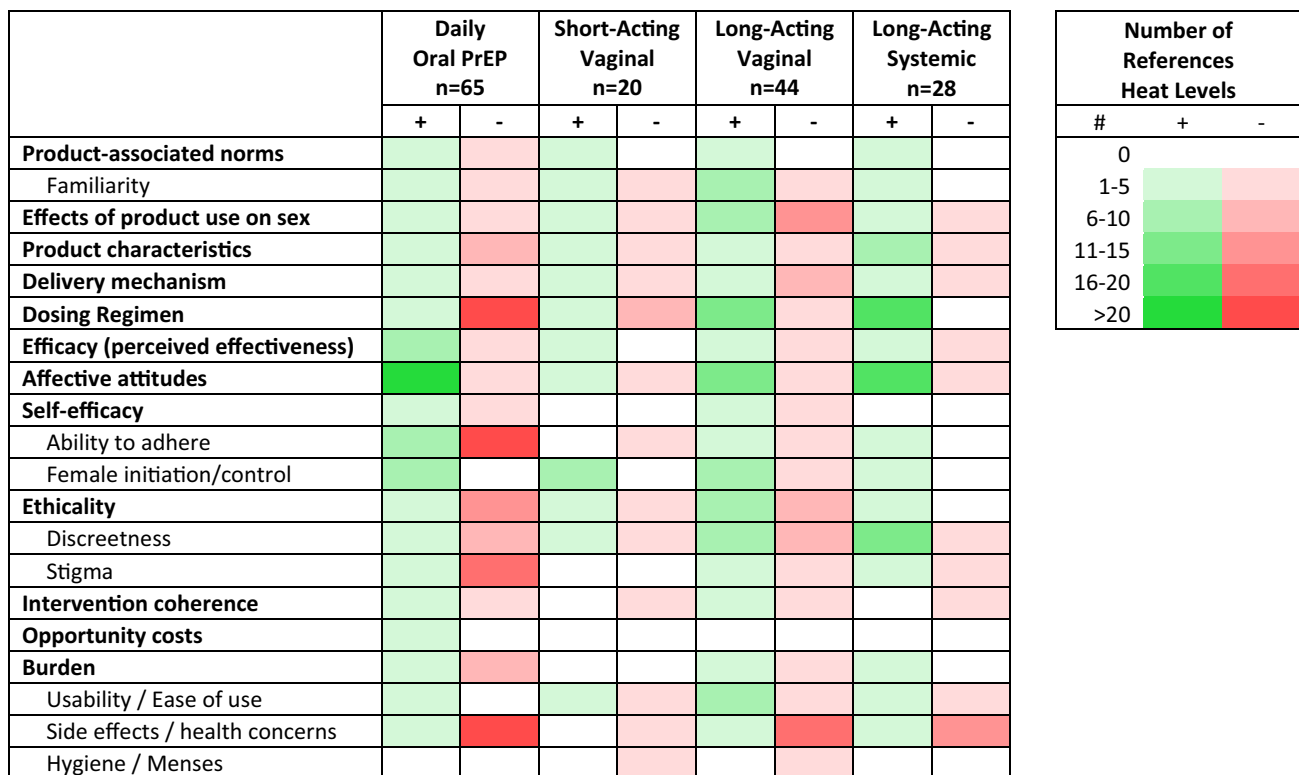 Daily Short-Acting Long-Acting Long-Acting
Oral PrEP Vaginal Vaginal Systemic
n=65 n=20 n=44 n=28
+ - + - + - + -
Product-associated norms
Familiarity
Effects of product use on sex
Product characteristics
Delivery mechanism
Dosing Regimen
Efficacy (perceived effectiveness)
Affective attitudes
Self-efficacy
Ability to adhere
Female initiation/control
Ethicality
Discreetness
Stigma
Intervention coherence
Opportunity costs
Burden
Usability / Ease of use
Side effects / health concerns
Hygiene / Menses
Number of
References
Heat Levels
# + -
0
1-5
6-10
11-15
16-20
>20